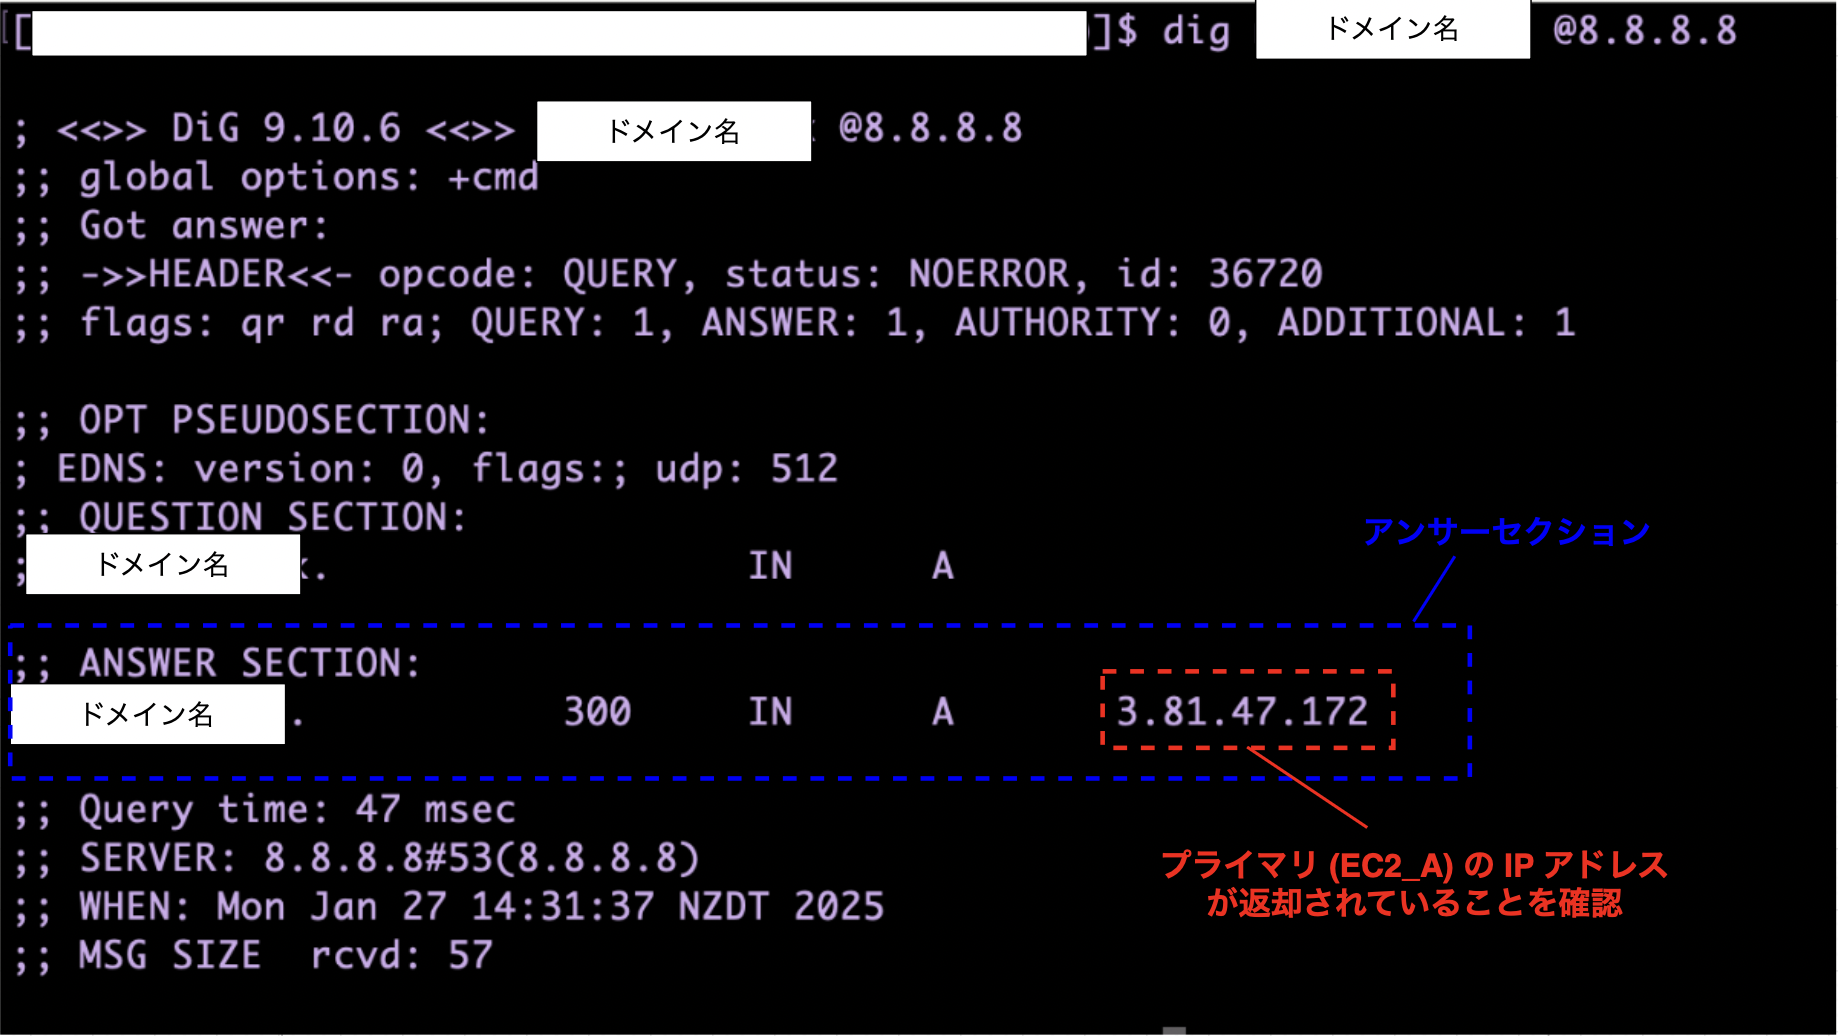 [ ]$ dig ドメイン名 @8.8.8.8
; <<>> DiG 9.10.6 <<>> ドメイン名 @8.8.8.8
;; global options: +cmd
;; Got answer:
;; ->>HEADER<<- opcode: QUERY, status: NOERROR, id: 36720
;; flags: qr rd ra; QUERY: 1, ANSWER: 1, AUTHORITY: 0, ADDITIONAL: 1
;; OPT PSEUDOSECTION:
; EDNS: version: 0, flags:; udp: 512
;; QUESTION SECTION:
;ドメイン名. IN A
アンサーセクション
;; ANSWER SECTION:
ドメイン名. 300 IN A 3.81.47.172
;; Query time: 47 msec
;; SERVER: 8.8.8.8#53(8.8.8.8)
;; WHEN: Mon Jan 27 14:31:37 NZDT 2025
;; MSG SIZE rcvd: 57
プライマリ (EC2_A) の IP アドレス
が返却されていることを確認